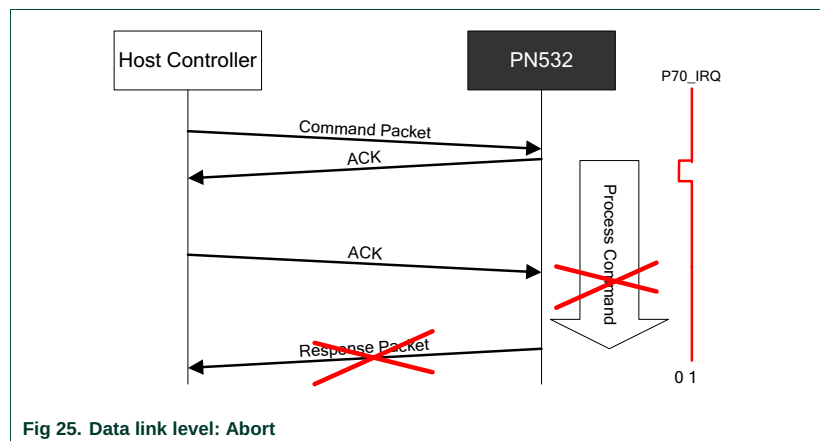 Host Controller
PN532
P70_IRQ
Command Packet
ACK
Process Command
ACK
Response Packet
0 1
Fig 25. Data link level: Abort